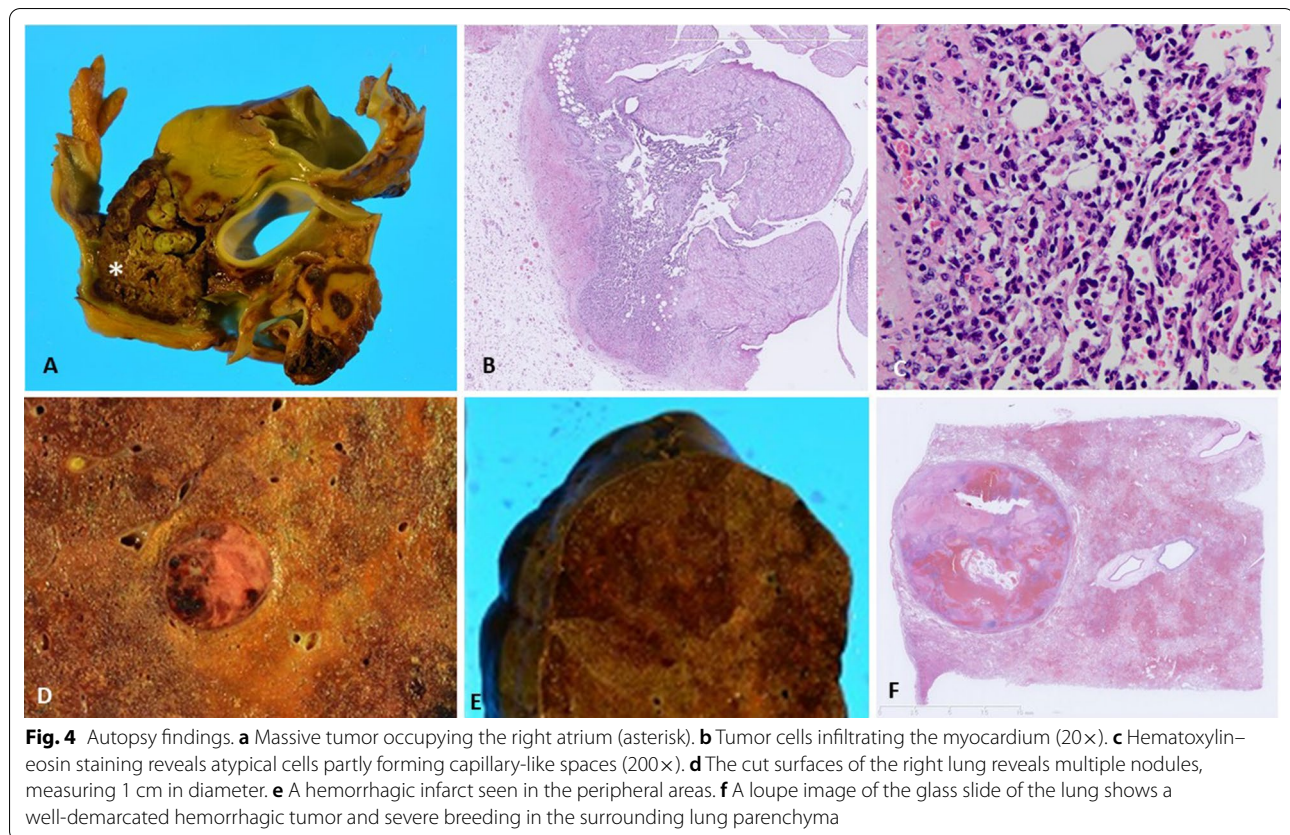 A
*
B
C
D
E
F
Fig. 4 Autopsy findings. a Massive tumor occupying the right atrium (asterisk). b Tumor cells infiltrating the myocardium (20×). c Hematoxylin–
eosin staining reveals atypical cells partly forming capillary-like spaces (200×). d The cut surfaces of the right lung reveals multiple nodules,
measuring 1 cm in diameter. e A hemorrhagic infarct seen in the peripheral areas. f A loupe image of the glass slide of the lung shows a
well-demarcated hemorrhagic tumor and severe breeding in the surrounding lung parenchyma